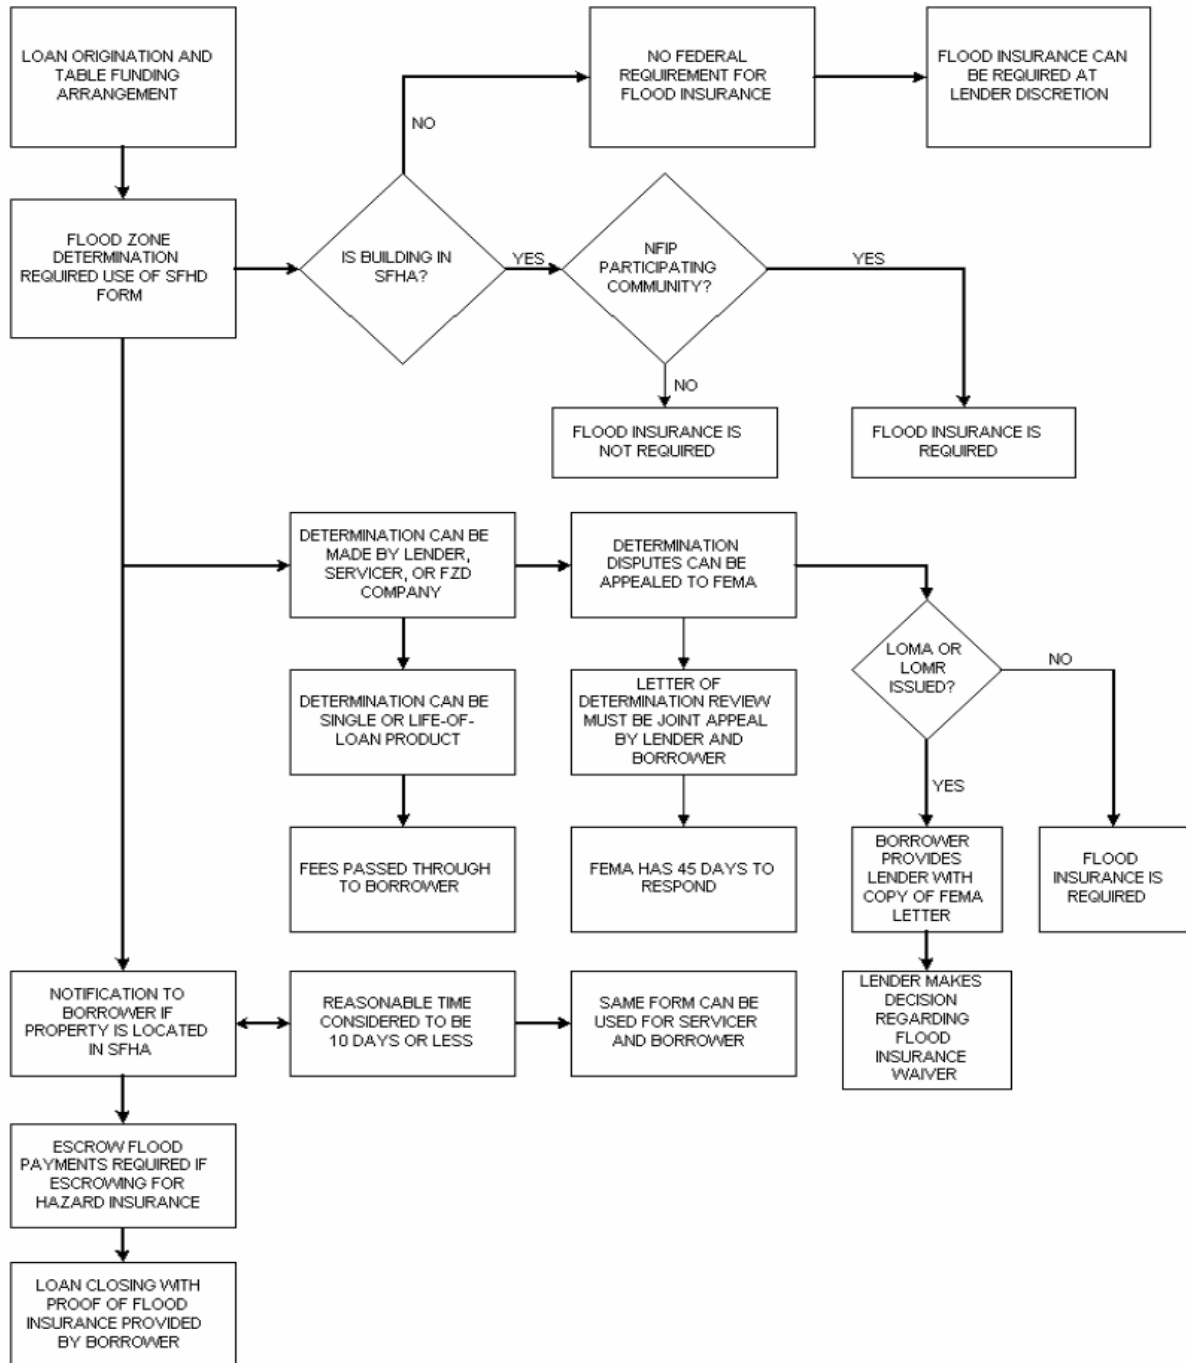 LOAN ORIGINATION AND
TABLE FUNDING
ARRANGEMENT
NO FEDERAL
REQUIREMENT FOR
FLOOD INSURANCE
FLOOD INSURANCE CAN
BE REQUIRED AT
LENDER DISCRETION
NO
FLOOD ZONE
DETERMINATION
REQUIRED USE OF SFHD
FORM
IS BUILDING IN
SFHA?
YES
NFIP
PARTICIPATING
COMMUNITY?
YES
NO
FLOOD INSURANCE IS
NOT REQUIRED
FLOOD INSURANCE IS
REQUIRED
DETERMINATION CAN BE
MADE BY LENDER,
SERVICER, OR FZD
COMPANY
DETERMINATION
DISPUTES CAN BE
APPEALED TO FEMA
LOMA OR
LOMR
ISSUED?
NO
YES
DETERMINATION CAN BE
SINGLE OR LIFE-OF-
LOAN PRODUCT
LETTER OF
DETERMINATION REVIEW
MUST BE JOINT APPEAL
BY LENDER AND
BORROWER
FEES PASSED THROUGH
TO BORROWER
FEMA HAS 45 DAYS TO
RESPOND
BORROWER
PROVIDES
LENDER WITH
COPY OF FEMA
LETTER
FLOOD
INSURANCE IS
REQUIRED
NOTIFICATION TO
BORROWER IF
PROPERTY IS LOCATED
IN SFHA
REASONABLE TIME
CONSIDERED TO BE
10 DAYS OR LESS
SAME FORM CAN BE
USED FOR SERVICER
AND BORROWER
LENDER MAKES
DECISION
REGARDING
FLOOD
INSURANCE
WAIVER
ESCROW FLOOD
PAYMENTS REQUIRED IF
ESCROWING FOR
HAZARD INSURANCE
LOAN CLOSING WITH
PROOF OF FLOOD
INSURANCE PROVIDED
BY BORROWER